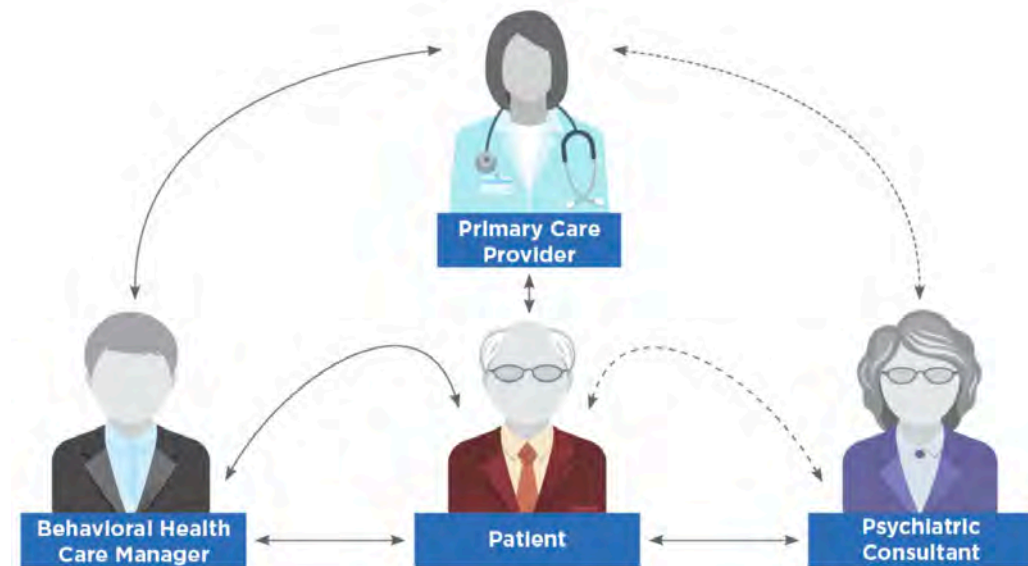 Primary Care
Provider
Behavioral Health
Care Manager
Patient
Psychiatric
Consultant